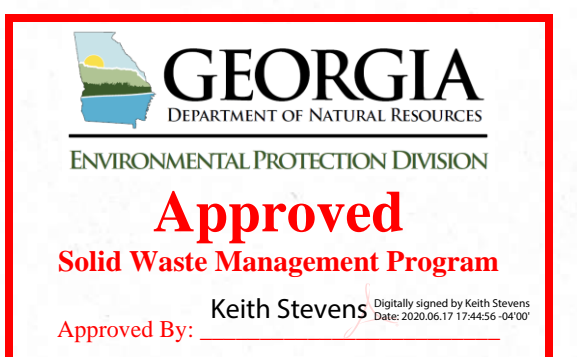 GEORGIA
DEPARTMENT OF NATURAL RESOURCES
ENVIRONMENTAL PROTECTION DIVISION
Approved
Solid Waste Management Program
Keith Stevens Digitally signed by Keith Stevens
Date: 2020.06.17 17:44:56 -04'00'
Approved By: